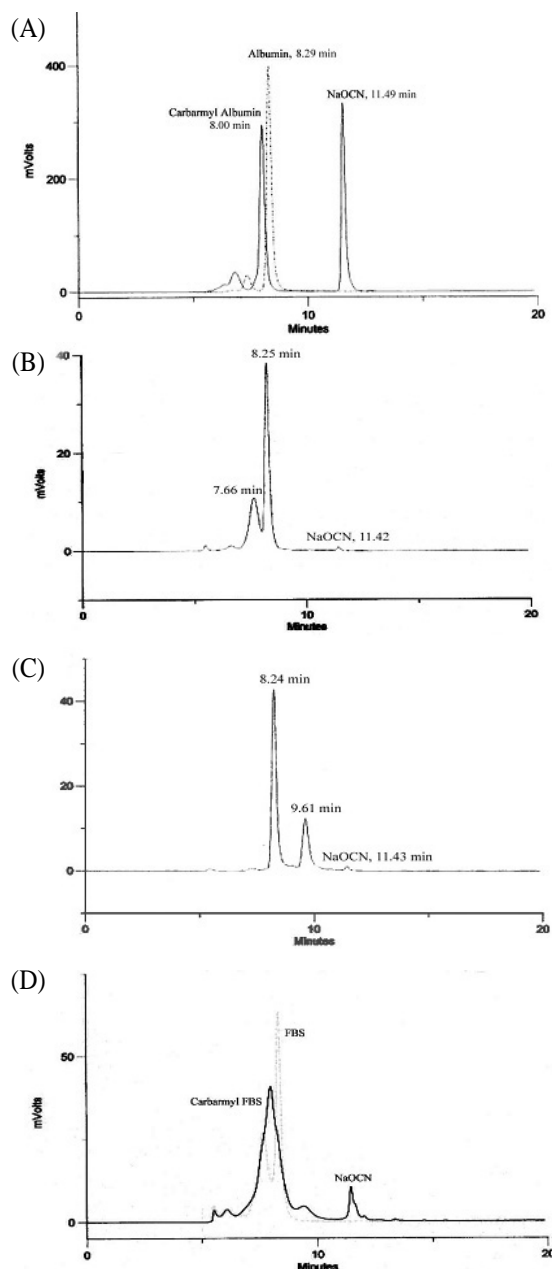 (A)
Albumin, 8.29 min
400
NaOCN, 11.49 min
Carbarmyl Albumin
8.00 min
mVolts
200
0
0 10 20
Minutes
(B)
8.25 min
40
mVolts
20
7.66 min
NaOCN, 11.42
0
0 10 20
Minutes
(C)
8.24 min
40
mVolts
20
9.61 min
NaOCN, 11.43 min
0
0 10 20
Minutes
(D)
FBS
50
Carbarmyl FBS
mVolts
NaOCN
0
0 10 20
Minutes